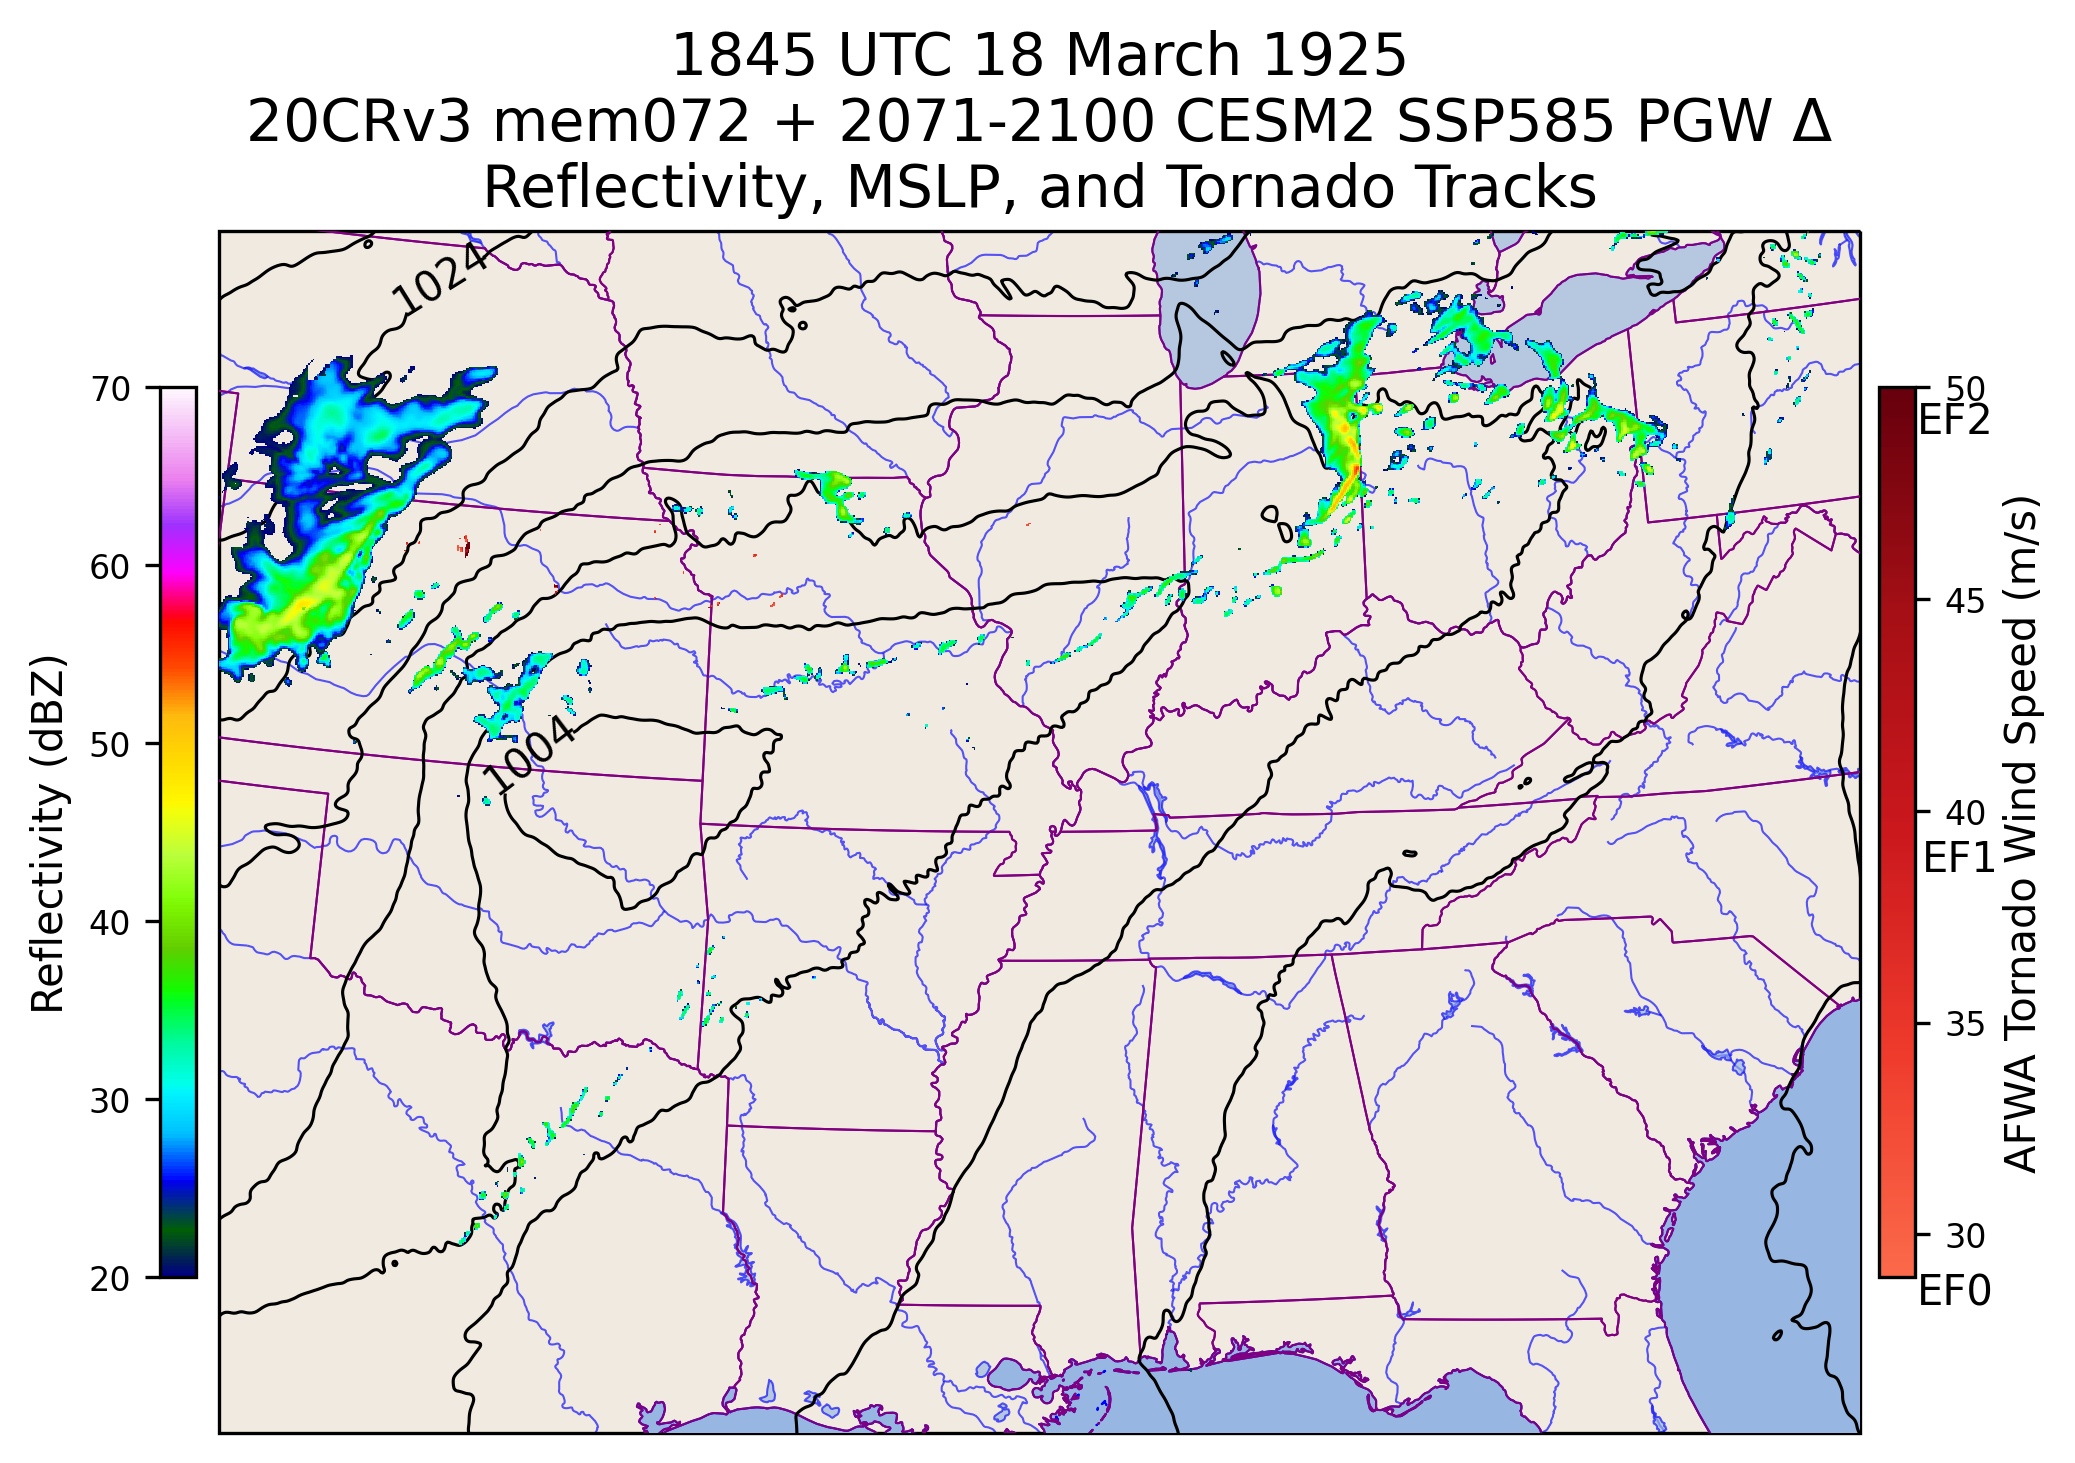 1845 UTC 18 March 1925
20CRv3 mem072 + 2071-2100 CESM2 SSP585 PGW Δ
Reflectivity, MSLP, and Tornado Tracks
Reflectivity (dBZ)
70
60
50
40
30
20
1024
1004
50
EF2
45
40
EF1
35
30
EF0
AFWA Tornado Wind Speed (m/s)